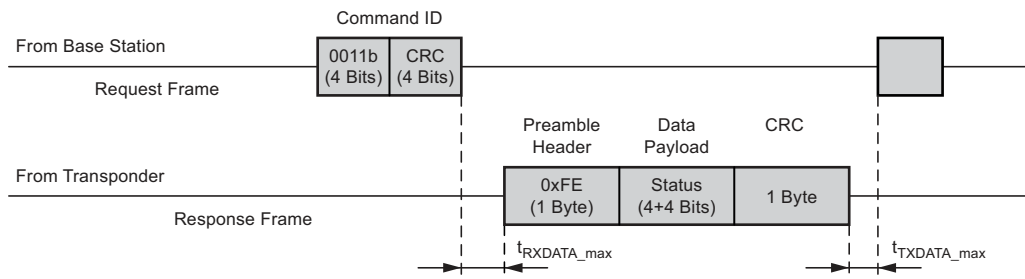 Command ID
From Base Station
0011b
(4 Bits)
CRC
(4 Bits)
Request Frame
Preamble
Header
Data
Payload
CRC
From Transponder
0xFE
(1 Byte)
Status
(4+4 Bits)
1 Byte
Response Frame
tRXDATA_max
tTXDATA_max